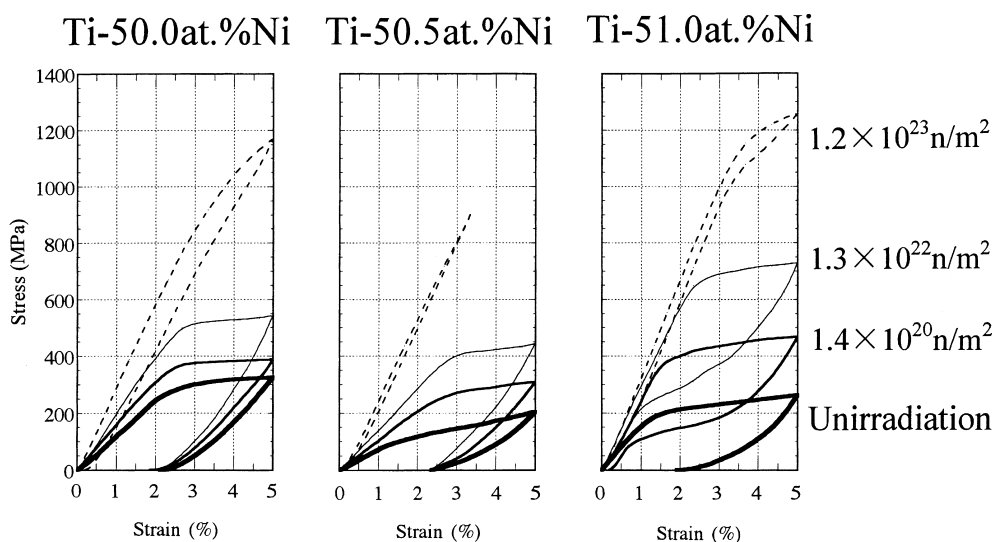 Ti-50.0at.%Ni Ti-50.5at.%Ni Ti-51.0at.%Ni
1400
1200
1000
800
600
400
200
0
Stress (MPa)
1.2×10²³n/m²
1.3×10²²n/m²
1.4×10²⁰n/m²
Unirradiation
0 1 2 3 4 5 0 1 2 3 4 5 0 1 2 3 4 5
Strain (%) Strain (%) Strain (%)